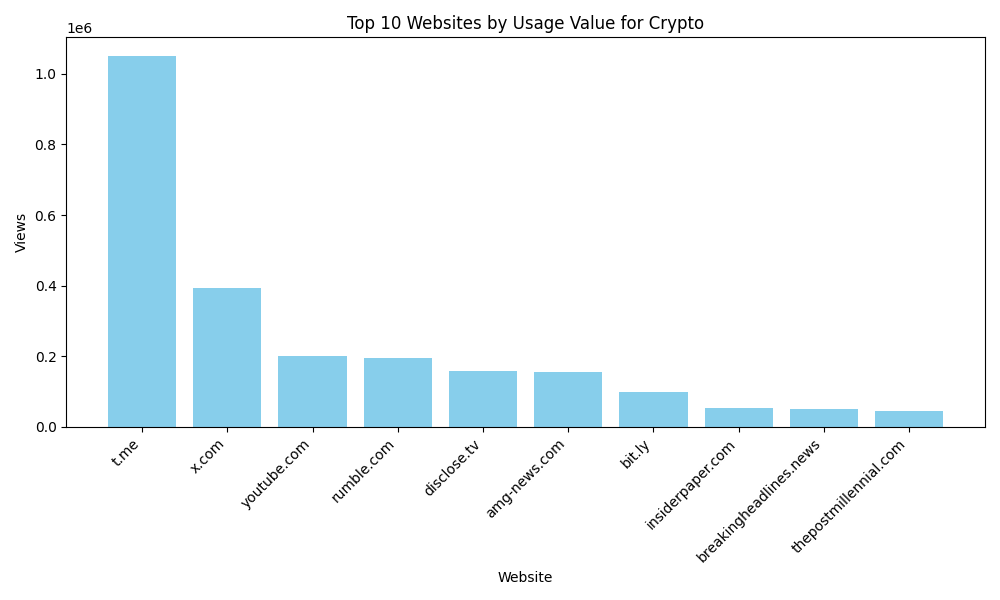 Top 10 Websites by Usage Value for Crypto
1e6
1.0
0.8
0.6
0.4
0.2
0.0
Views
t.me
x.com
youtube.com
rumble.com
disclose.tv
amg-news.com
bit.ly
insiderpaper.com
breakingheadlines.news
thepostmillennial.com
Website